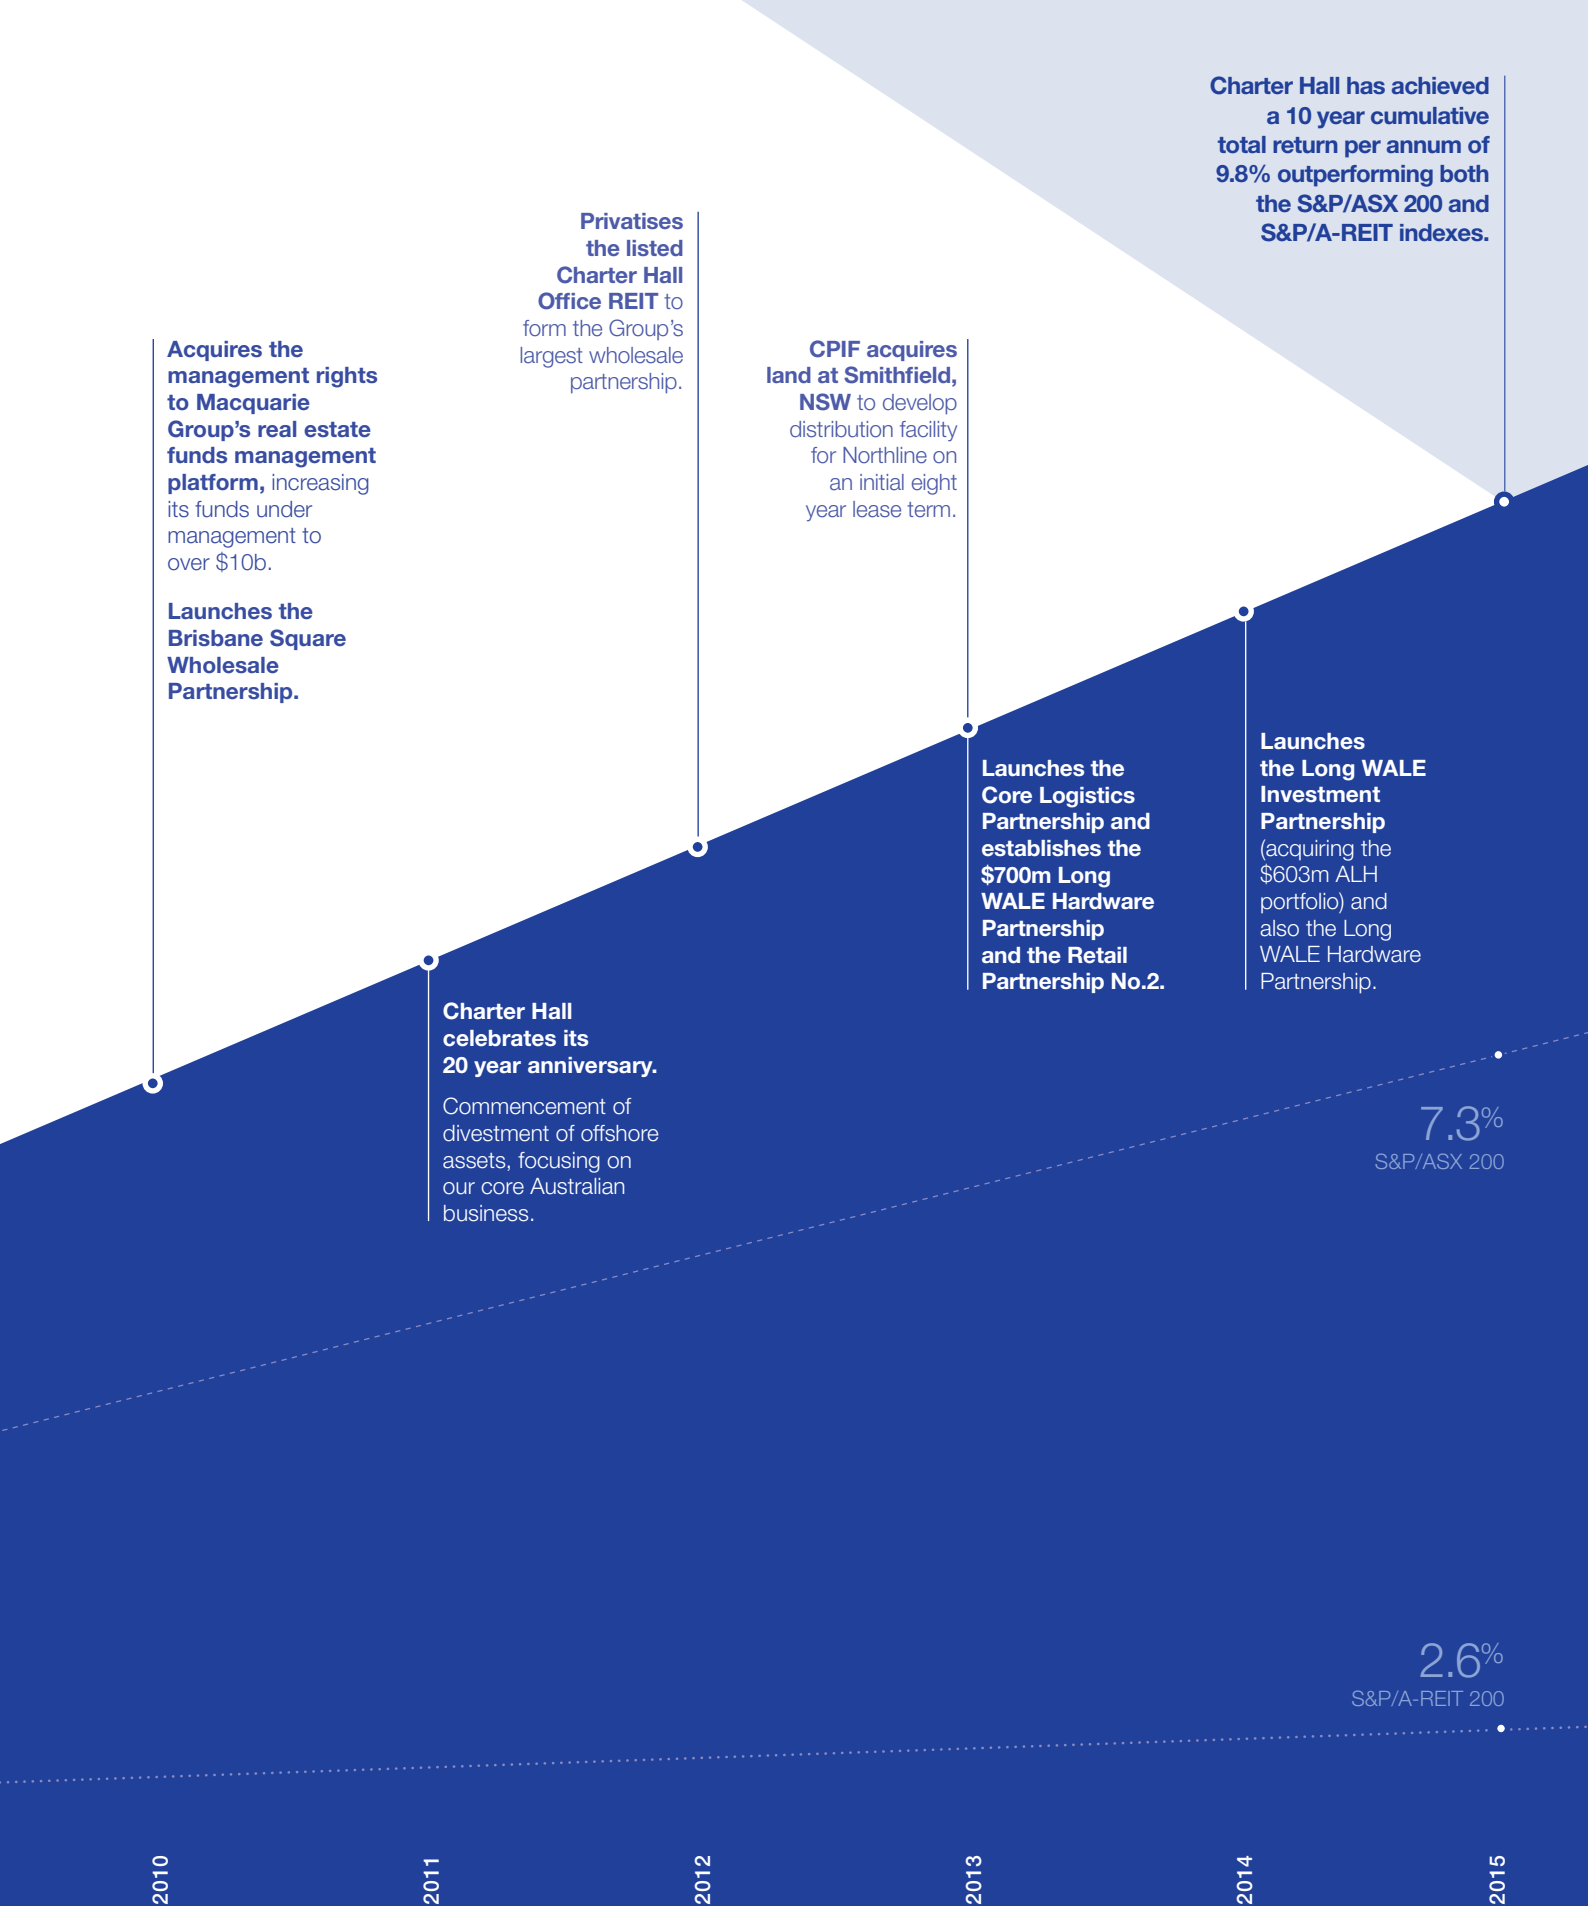 Charter Hall has achieved
a 10 year cumulative
total return per annum of
9.8% outperforming both
the S&P/ASX 200 and
S&P/A-REIT indexes.
Privatises
the listed
Charter Hall
Office REIT to
form the Group’s
largest wholesale
partnership.
Acquires the
management rights
to Macquarie
Group’s real estate
funds management
platform, increasing
its funds under
management to
over $10b.
Launches the
Brisbane Square
Wholesale
Partnership.
CPIF acquires
land at Smithfield,
NSW to develop
distribution facility
for Northline on
an initial eight
year lease term.
Launches the
Core Logistics
Partnership and
establishes the
$700m Long
WALE Hardware
Partnership
and the Retail
Partnership No.2.
Launches
the Long WALE
Investment
Partnership
(acquiring the
$603m ALH
portfolio) and
also the Long
WALE Hardware
Partnership.
Charter Hall
celebrates its
20 year anniversary.
Commencement of
divestment of offshore
assets, focusing on
our core Australian
business.
7.3%
S&P/ASX 200
2.6%
S&P/A-REIT 200
2010
2011
2012
2013
2014
2015